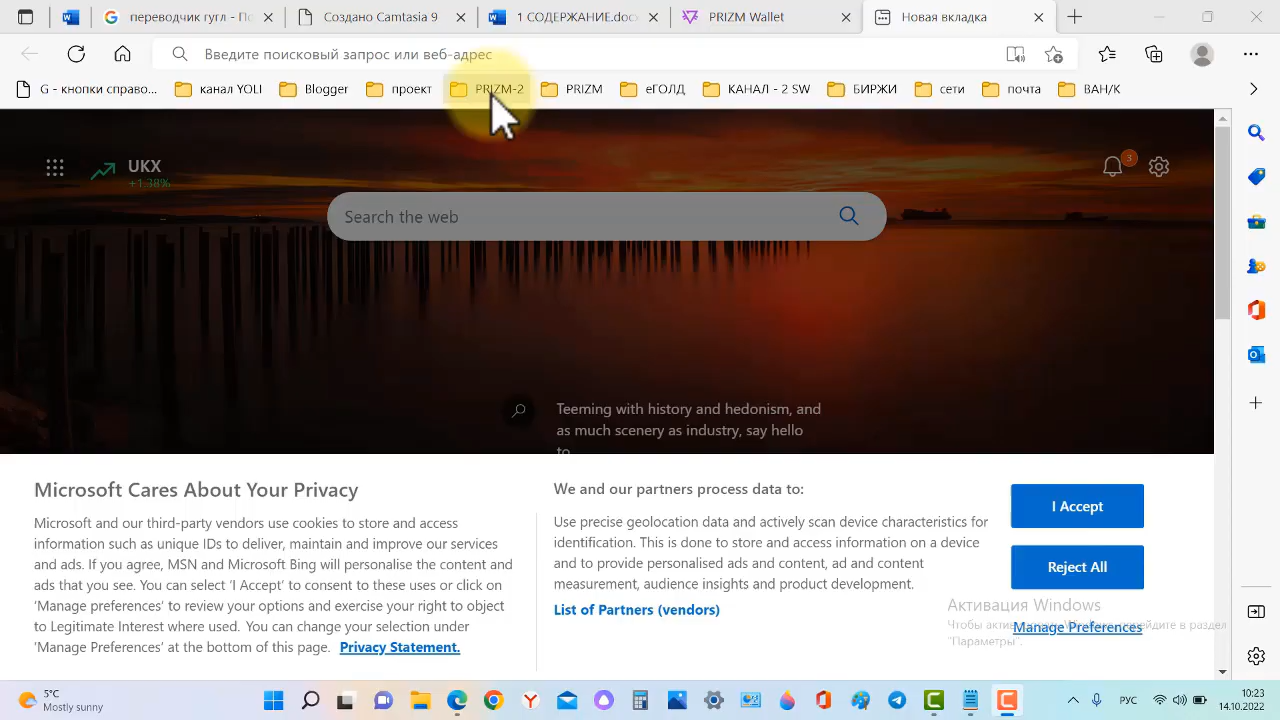 периодик гугл - Пои
Camtasia 9
1 СОДЕРЖАНИЕ.do
PRIZM Wallet
Новая вкладка
Введите поисковый запрос или веб-адрес
G - кнопки справо...
канал YOLI
Blogger
проект
PRIZM-2
PRIZM
еГОЛД
КАНАЛ - 2 SW
БИРЖИ
сети
почта
ВАН/К
UKX
+1.38%
3
Search the web
Teeming with history and hedonism, and
as much scenery as industry, say hello
to
Microsoft Cares About Your Privacy
Microsoft and our third-party vendors use cookies to store and access
information such as unique IDs to deliver, maintain and improve our services
and ads. If you agree, MSN and Microsoft Bing will personalise the content and
ads that you see. You can select 'I Accept' to consent to these uses or click on
'Manage preferences' to review your options and exercise your right to object
to Legitimate Interest where used. You can change your selection under
'Manage Preferences' at the bottom of this page. Privacy Statement.
We and our partners process data to:
Use precise geolocation data and actively scan device characteristics for
identification. This is done to store and access information on a device
and to provide personalised ads and content, ad and content
measurement, audience insights and product development.
List of Partners (vendors)
I Accept
Reject All
Manage Preferences
Активация Windows
Чтобы активировать Windows, перейдите в раздел
"Параметры".
5°C
Mostly sunny
РУС
10:23
14.10.2022